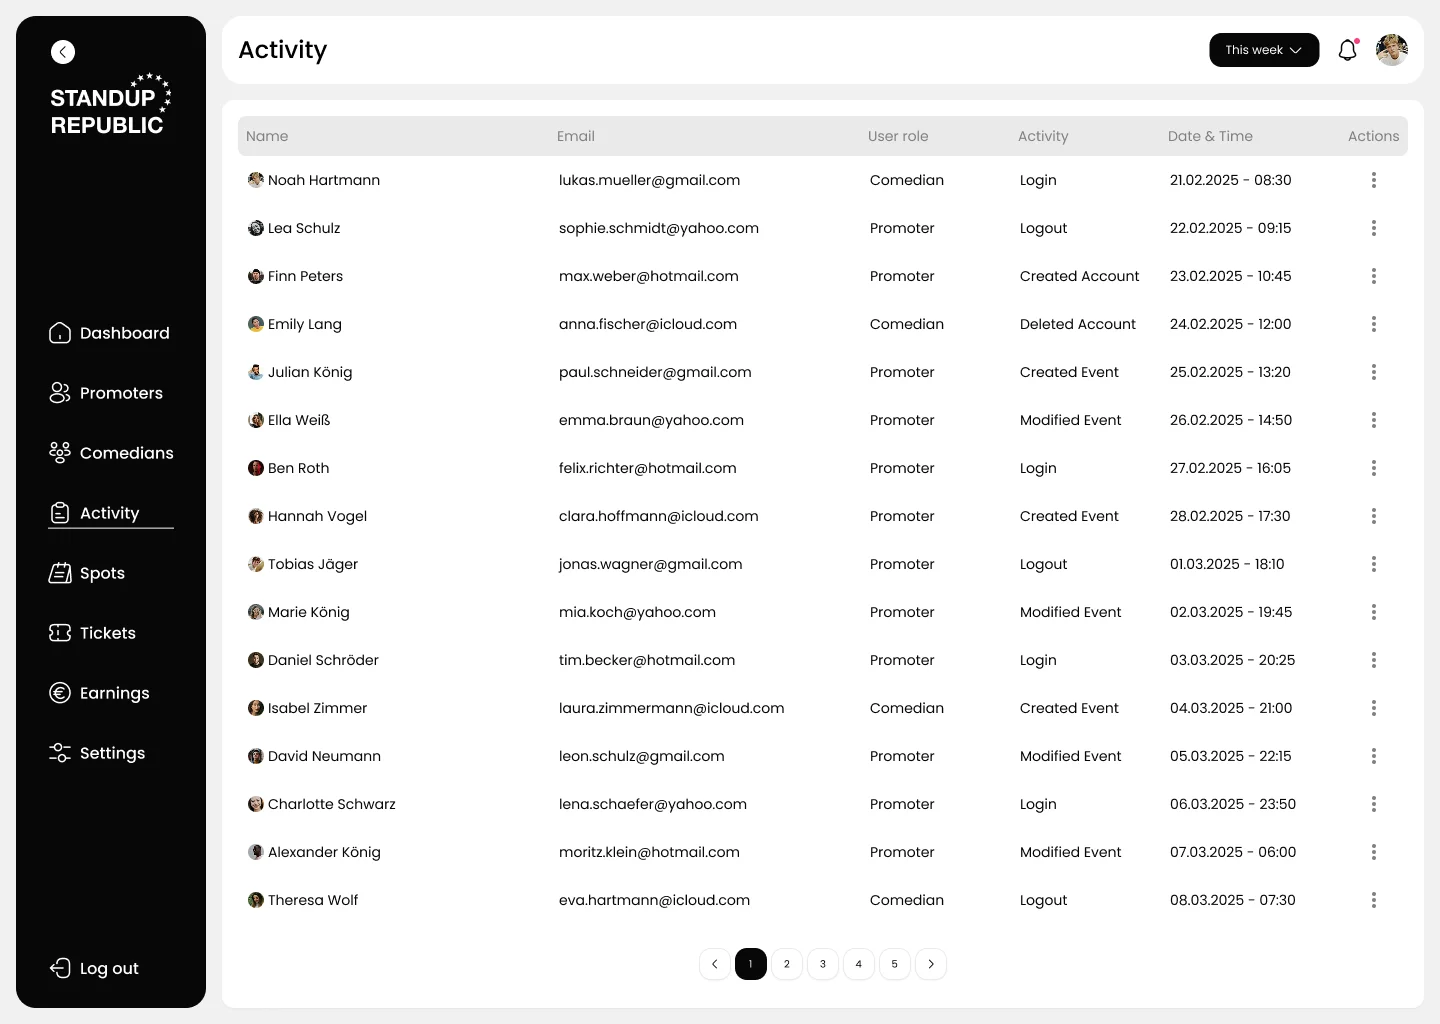 STANDUP
REPUBLIC
Dashboard
Promoters
Comedians
Activity
Spots
Tickets
Earnings
Settings
Log out
Activity
This week
Name Email User role Activity Date & Time Actions
Noah Hartmann lukas.mueller@gmail.com Comedian Login 21.02.2025 - 08:30
Lea Schulz sophie.schmidt@yahoo.com Promoter Logout 22.02.2025 - 09:15
Finn Peters max.weber@hotmail.com Promoter Created Account 23.02.2025 - 10:45
Emily Lang anna.fischer@icloud.com Comedian Deleted Account 24.02.2025 - 12:00
Julian König paul.schneider@gmail.com Promoter Created Event 25.02.2025 - 13:20
Ella Weiß emma.braun@yahoo.com Promoter Modified Event 26.02.2025 - 14:50
Ben Roth felix.richter@hotmail.com Promoter Login 27.02.2025 - 16:05
Hannah Vogel clara.hoffmann@icloud.com Promoter Created Event 28.02.2025 - 17:30
Tobias Jäger jonas.wagner@gmail.com Promoter Logout 01.03.2025 - 18:10
Marie König mia.koch@yahoo.com Promoter Modified Event 02.03.2025 - 19:45
Daniel Schröder tim.becker@hotmail.com Promoter Login 03.03.2025 - 20:25
Isabel Zimmer laura.zimmermann@icloud.com Comedian Created Event 04.03.2025 - 21:00
David Neumann leon.schulz@gmail.com Promoter Modified Event 05.03.2025 - 22:15
Charlotte Schwarz lena.schaefer@yahoo.com Promoter Login 06.03.2025 - 23:50
Alexander König moritz.klein@hotmail.com Promoter Modified Event 07.03.2025 - 06:00
Theresa Wolf eva.hartmann@icloud.com Comedian Logout 08.03.2025 - 07:30
1 2 3 4 5